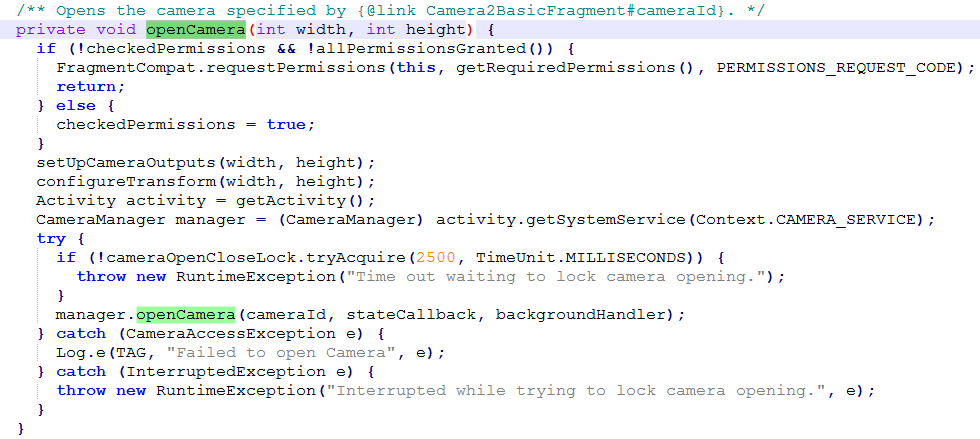 /** Opens the camera specified by {@link Camera2BasicFragment#cameraId}. */
private void openCamera(int width, int height) {
  if (!checkedPermissions && !allPermissionsGranted()) {
    FragmentCompat.requestPermissions(this, getRequiredPermissions(), PERMISSIONS_REQUEST_CODE);
    return;
  } else {
    checkedPermissions = true;
  }
  setUpCameraOutputs(width, height);
  configureTransform(width, height);
  Activity activity = getActivity();
  CameraManager manager = (CameraManager) activity.getSystemService(Context.CAMERA_SERVICE);
  try {
    if (!cameraOpenCloseLock.tryAcquire(2500, TimeUnit.MILLISECONDS)) {
      throw new RuntimeException("Time out waiting to lock camera opening.");
    }
    manager.openCamera(cameraId, stateCallback, backgroundHandler);
  } catch (CameraAccessException e) {
    Log.e(TAG, "Failed to open Camera", e);
  } catch (InterruptedException e) {
    throw new RuntimeException("Interrupted while trying to lock camera opening.", e);
  }
}